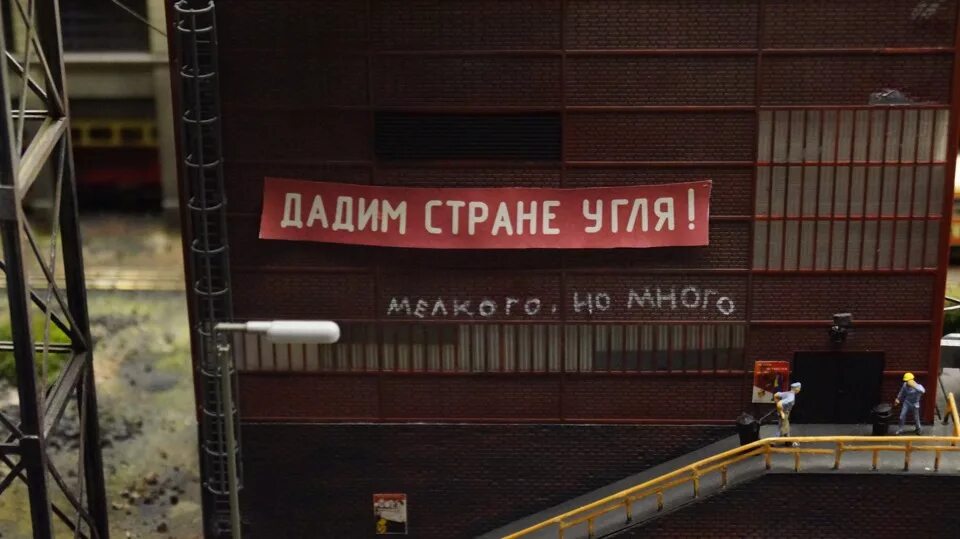 ДАДИМ СТРАНЕ УГЛЯ!
МЕЛКОГО, НО МНОГО